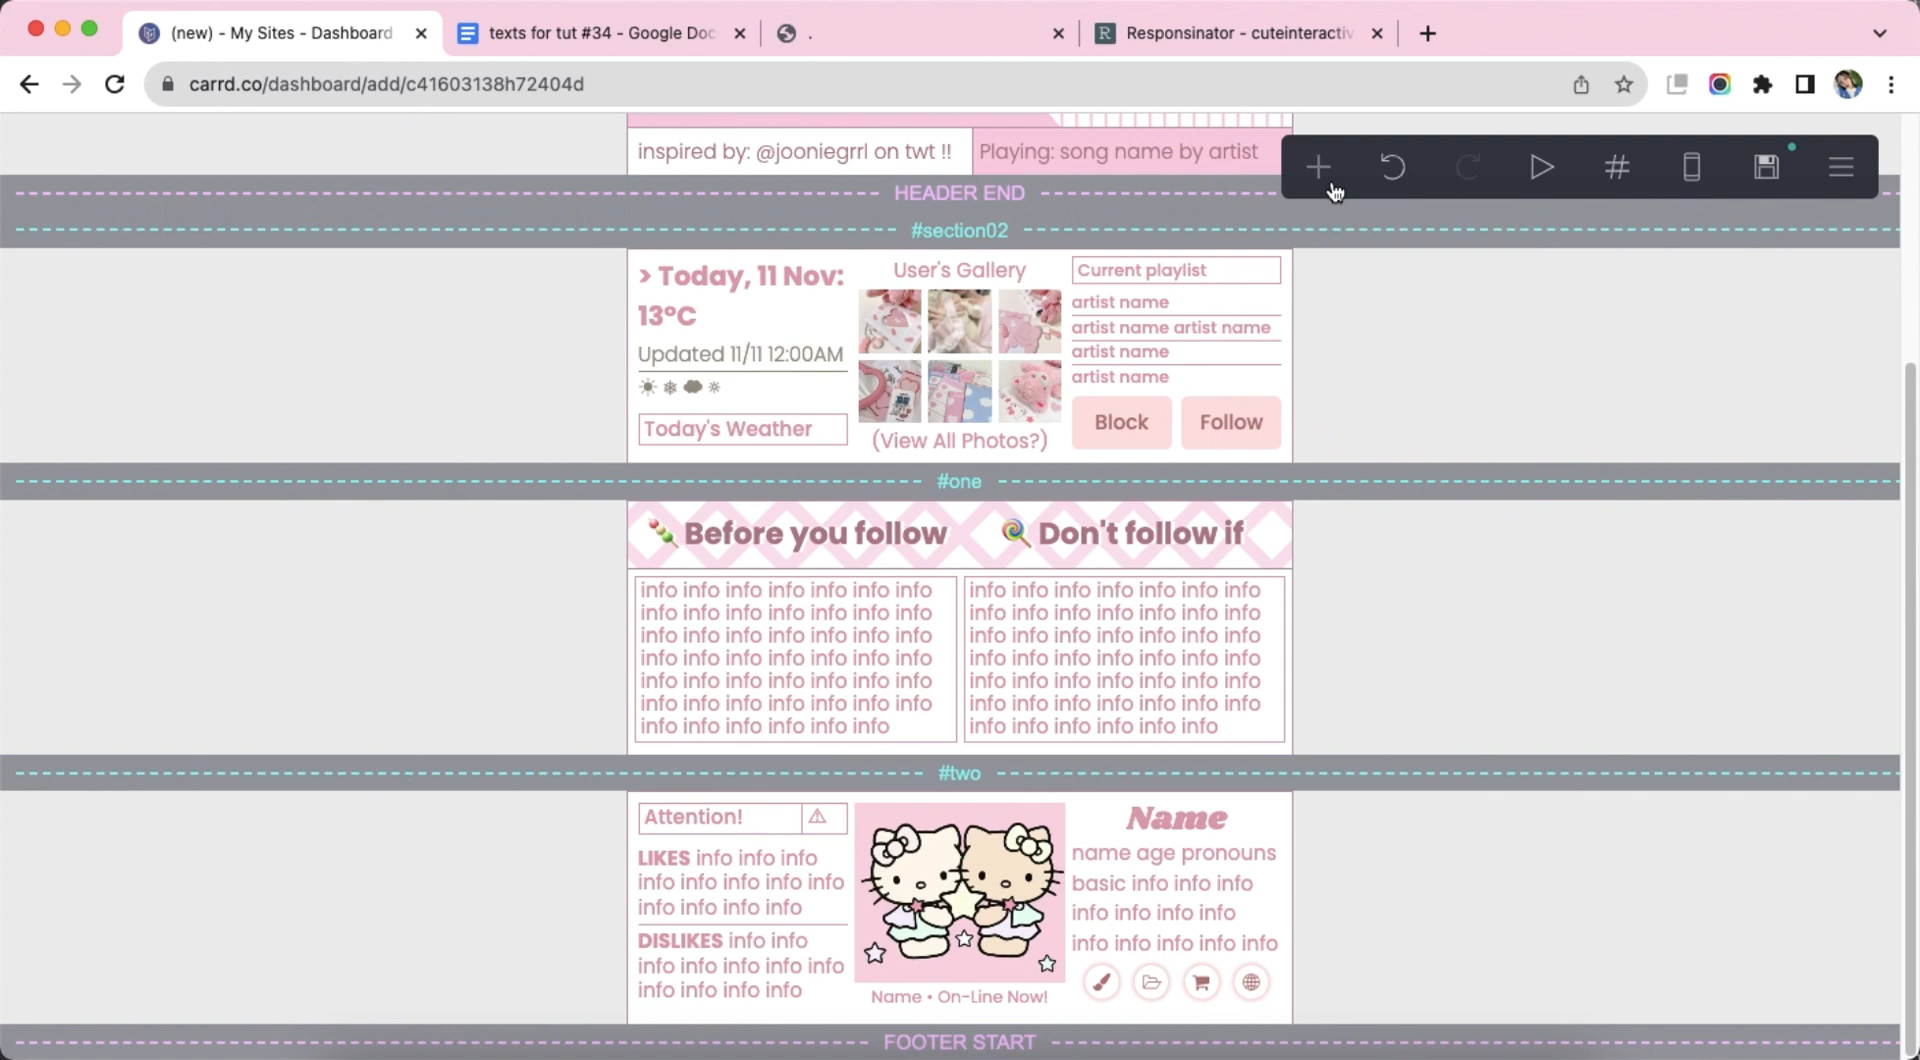 (new) - My Sites - Dashboard
texts for tut #34 - Google Doc
.
Responsinator - cuteinteractiv
carrd.co/dashboard/add/c41603138h72404d
inspired by: @jooniegrrl on twt !!
Playing: song name by artist
HEADER END
#section02
> Today, 11 Nov:
13°C
Updated 11/11 12:00AM
Today's Weather
User's Gallery
(View All Photos?)
Current playlist
artist name
artist name artist name
artist name
artist name
Block
Follow
#one
Before you follow
Don't follow if
info info info info info info info
info info info info info info info
info info info info info info info
info info info info info info info
info info info info info info info
info info info info info info info
info info info info info info
info info info info info info info
info info info info info info info
info info info info info info info
info info info info info info info
info info info info info info info
info info info info info info info
info info info info info info
#two
Attention!
LIKES info info info
info info info info info
info info info info
DISLIKES info info
info info info info info
info info info info
Name • On-Line Now!
Name
name age pronouns
basic info info info
info info info info
info info info info info
FOOTER START